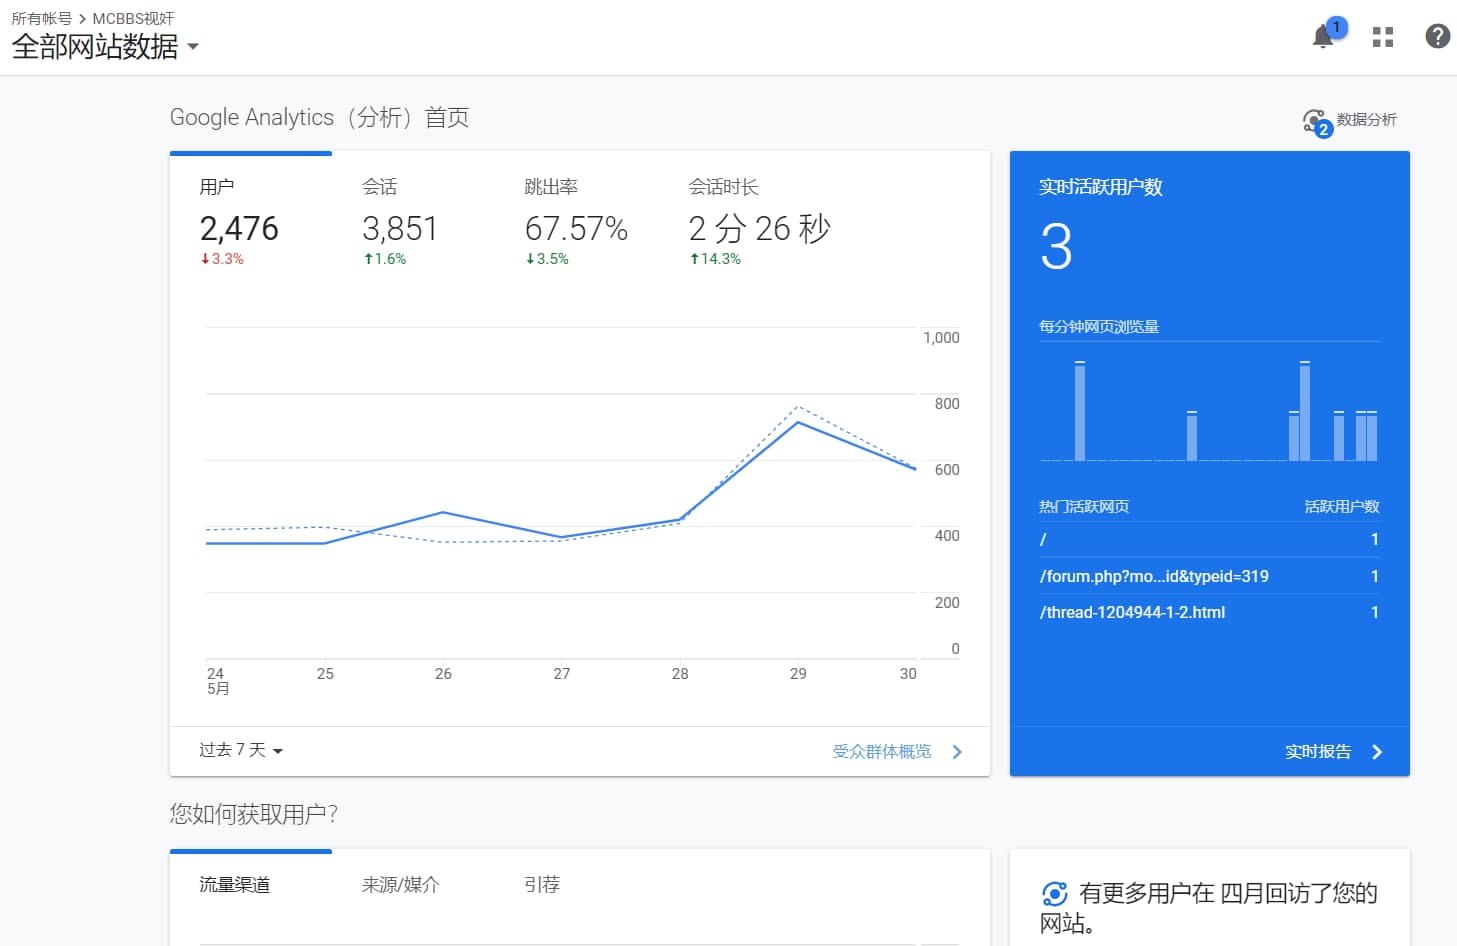 所有帐号 > MCBBS视奸
全部网站数据
1
Google Analytics（分析）首页
2 数据分析
用户 会话 跳出率 会话时长
2,476 3,851 67.57% 2 分 26 秒
↓3.3% ↑1.6% ↓3.5% ↑14.3%
1,000
800
600
400
200
0
24 25 26 27 28 29 30
5月
过去 7 天
受众群体概览
实时活跃用户数
3
每分钟网页浏览量
热门活跃网页 活跃用户数
/ 1
/forum.php?mo...id&typeid=319 1
/thread-1204944-1-2.html 1
实时报告
您如何获取用户？
流量渠道 来源/媒介 引荐
有更多用户在 四月回访了您的
网站。